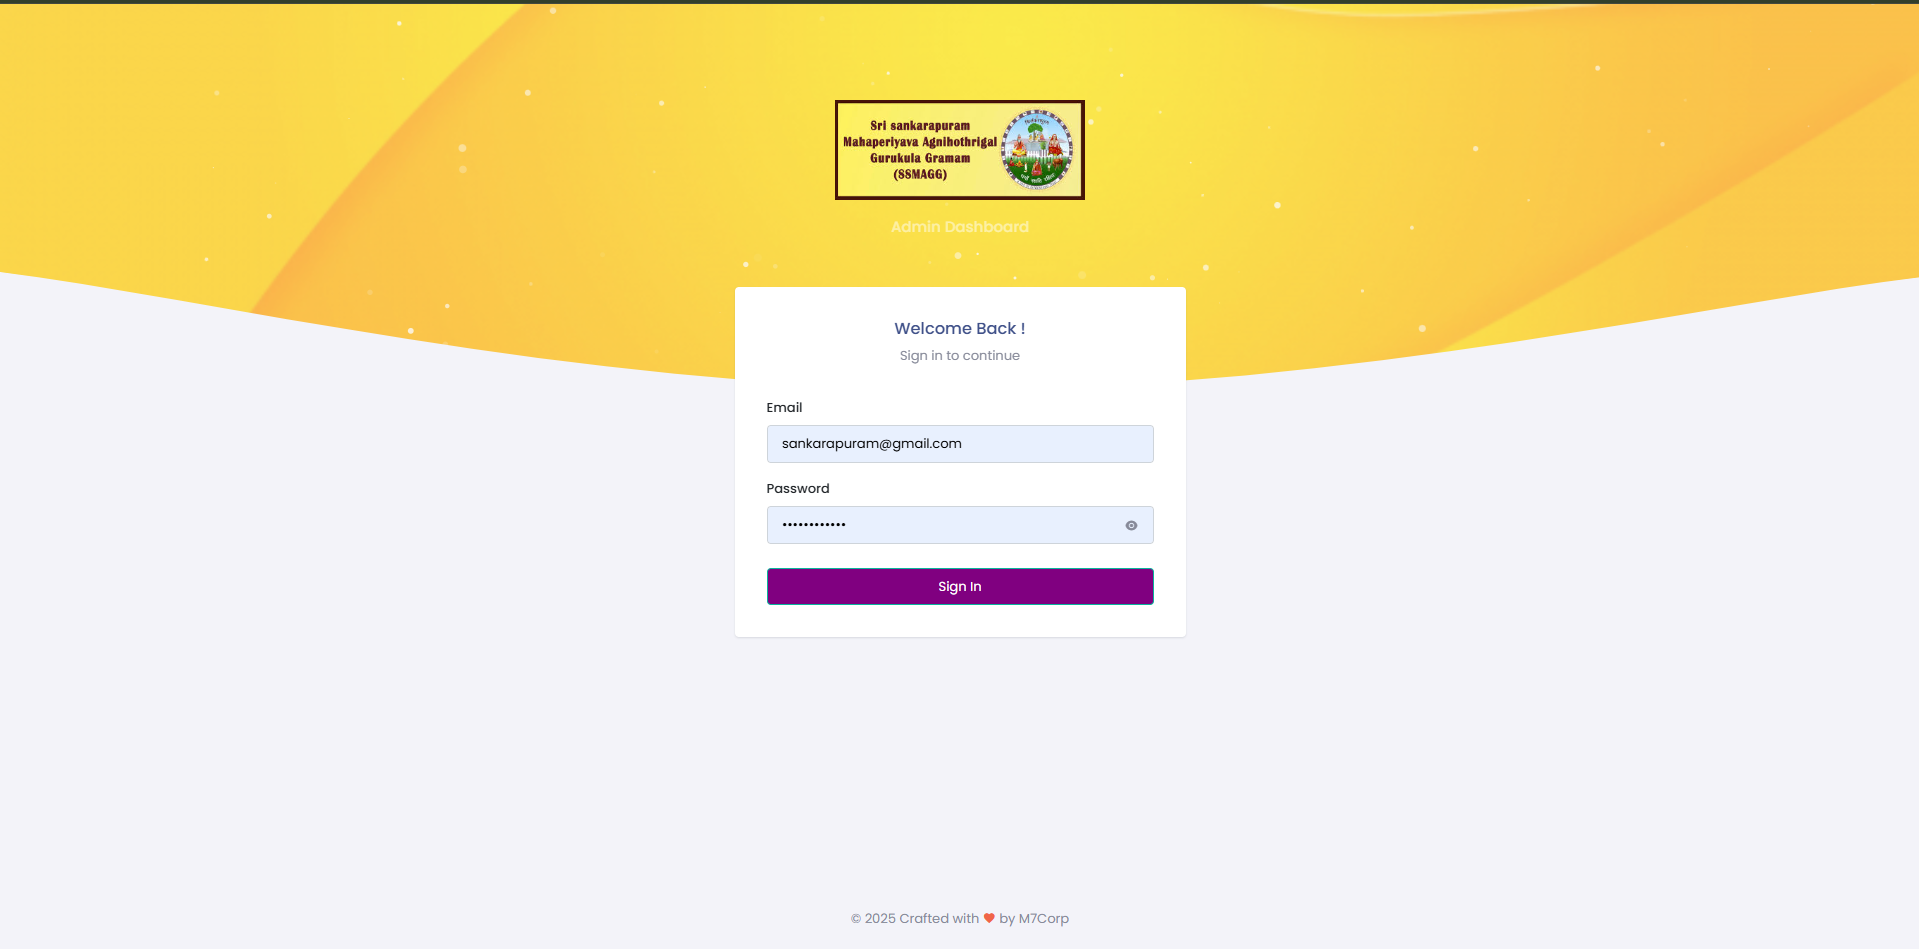 Sri sankarapuram
Mahaperiyava Agnihothrigal
Gurukula Gramam
(SSMAGG)
Admin Dashboard
Welcome Back !
Sign in to continue
Email
sankarapuram@gmail.com
Password
••••••••••••
Sign In
© 2025 Crafted with ❤ by M7Corp